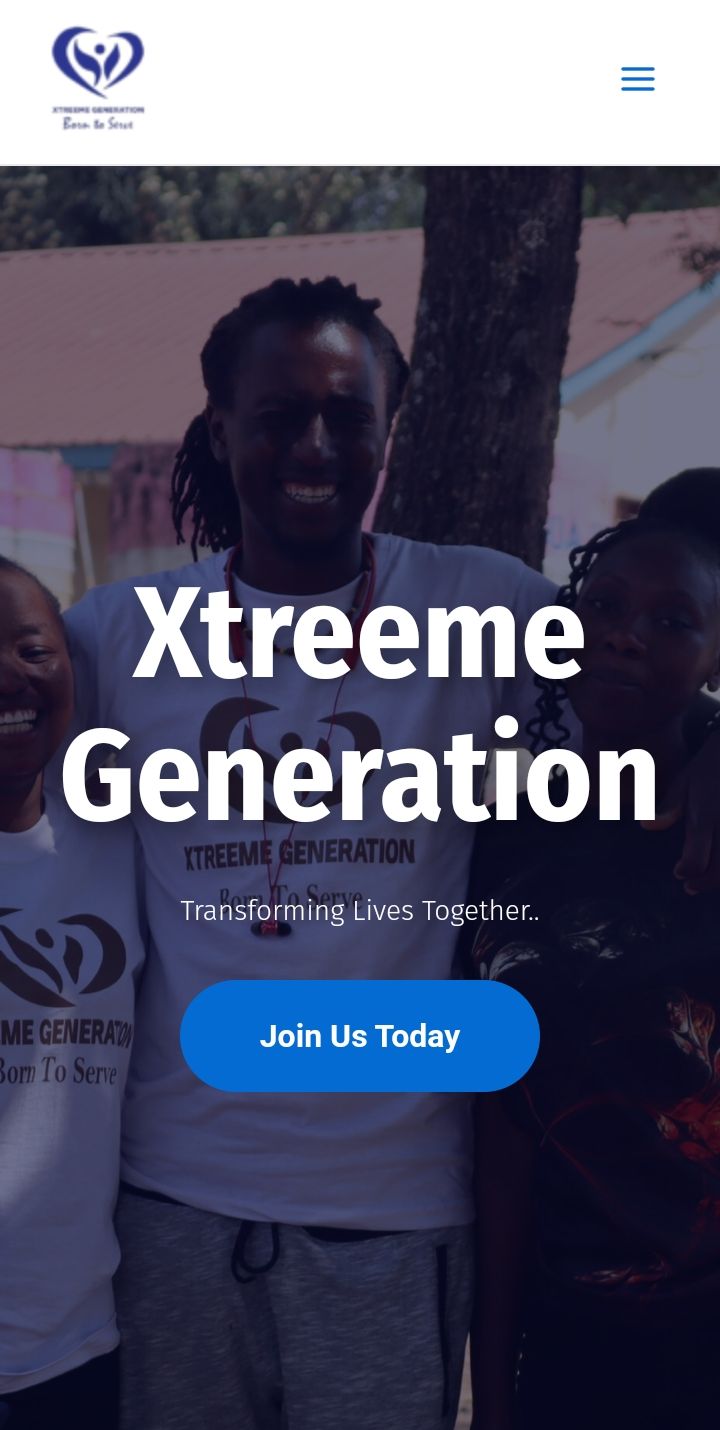 XTREEME GENERATION
Born to Serve
Xtreeme
Generation
XTREEME GENERATION
Born To Serve
Transforming Lives Together..
Join Us Today
EME GENERATION
Born To Serve